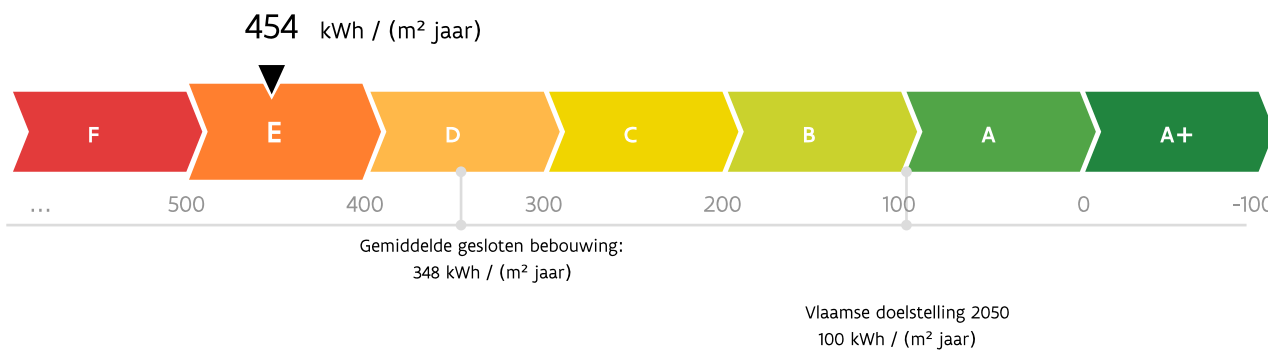 454 kWh / (m² jaar)
F E D C B A A+
... 500 400 300 200 100 0 -100
Gemiddelde gesloten bebouwing:
348 kWh / (m² jaar)
Vlaamse doelstelling 2050
100 kWh / (m² jaar)